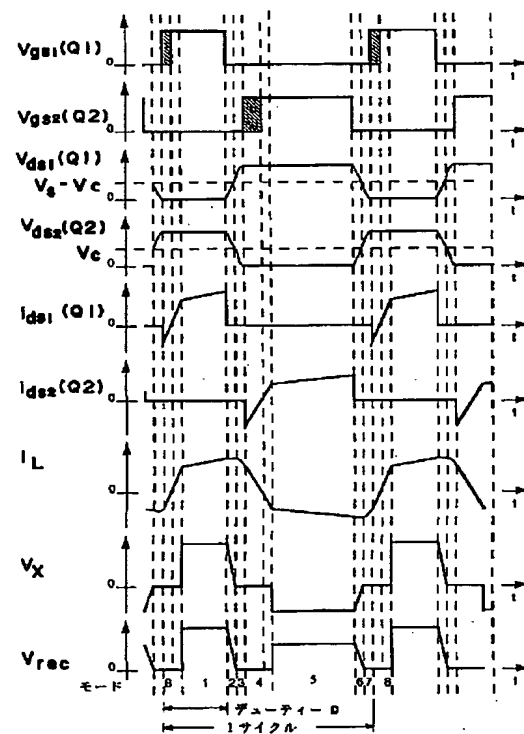 Vgs1(Q1)
0
t
Vgs2(Q2)
0
t
Vds1(Q1)
Vs-Vc
0
t
Vds2(Q2)
Vc
0
t
ids1(Q1)
0
t
ids2(Q2)
0
t
IL
0
t
VX
0
t
Vrec
0
t
モード 8 1 2 3 4 5 6 7 8
デューティー D
1サイクル